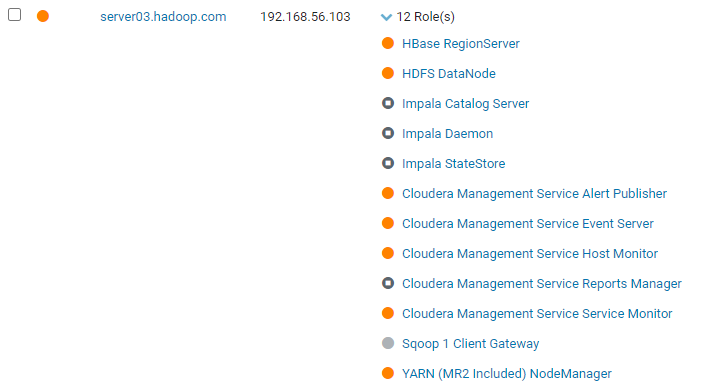 server03.hadoop.com 192.168.56.103 12 Role(s)
HBase RegionServer
HDFS DataNode
Impala Catalog Server
Impala Daemon
Impala StateStore
Cloudera Management Service Alert Publisher
Cloudera Management Service Event Server
Cloudera Management Service Host Monitor
Cloudera Management Service Reports Manager
Cloudera Management Service Service Monitor
Sqoop 1 Client Gateway
YARN (MR2 Included) NodeManager